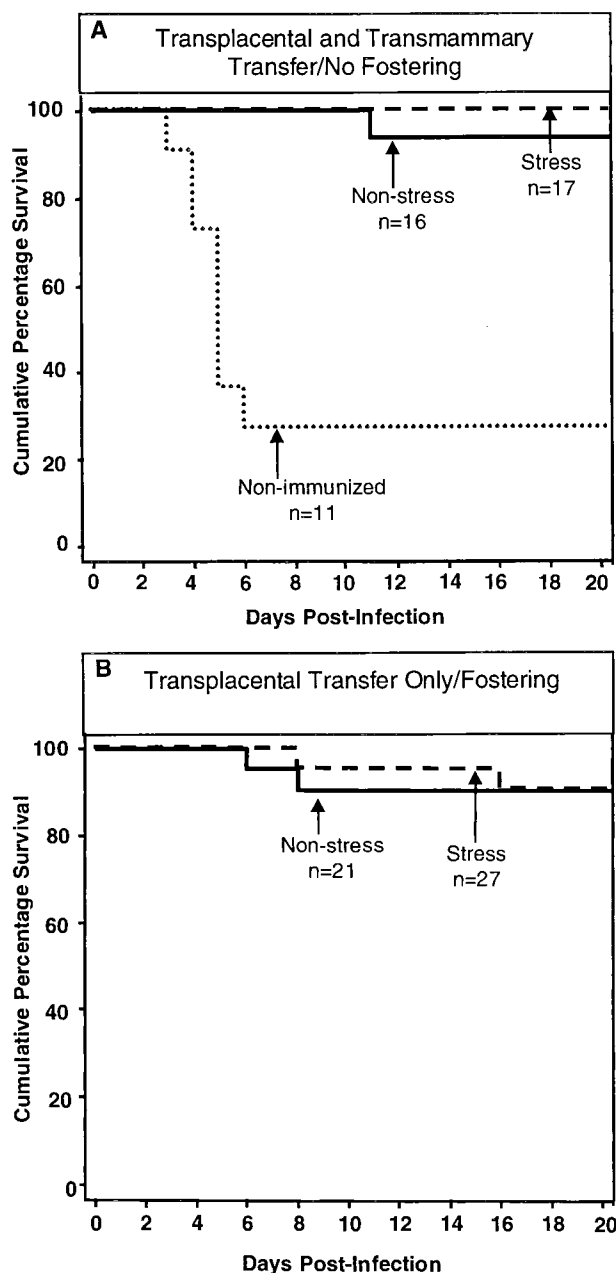 A
Transplacental and Transmammary
Transfer/No Fostering
Cumulative Percentage Survival
100
80
60
40
20
0
Stress
n=17
Non-stress
n=16
Non-immunized
n=11
0 2 4 6 8 10 12 14 16 18 20
Days Post-Infection
B
Transplacental Transfer Only/Fostering
Cumulative Percentage Survival
100
80
60
40
20
0
Non-stress
n=21
Stress
n=27
0 2 4 6 8 10 12 14 16 18 20
Days Post-Infection